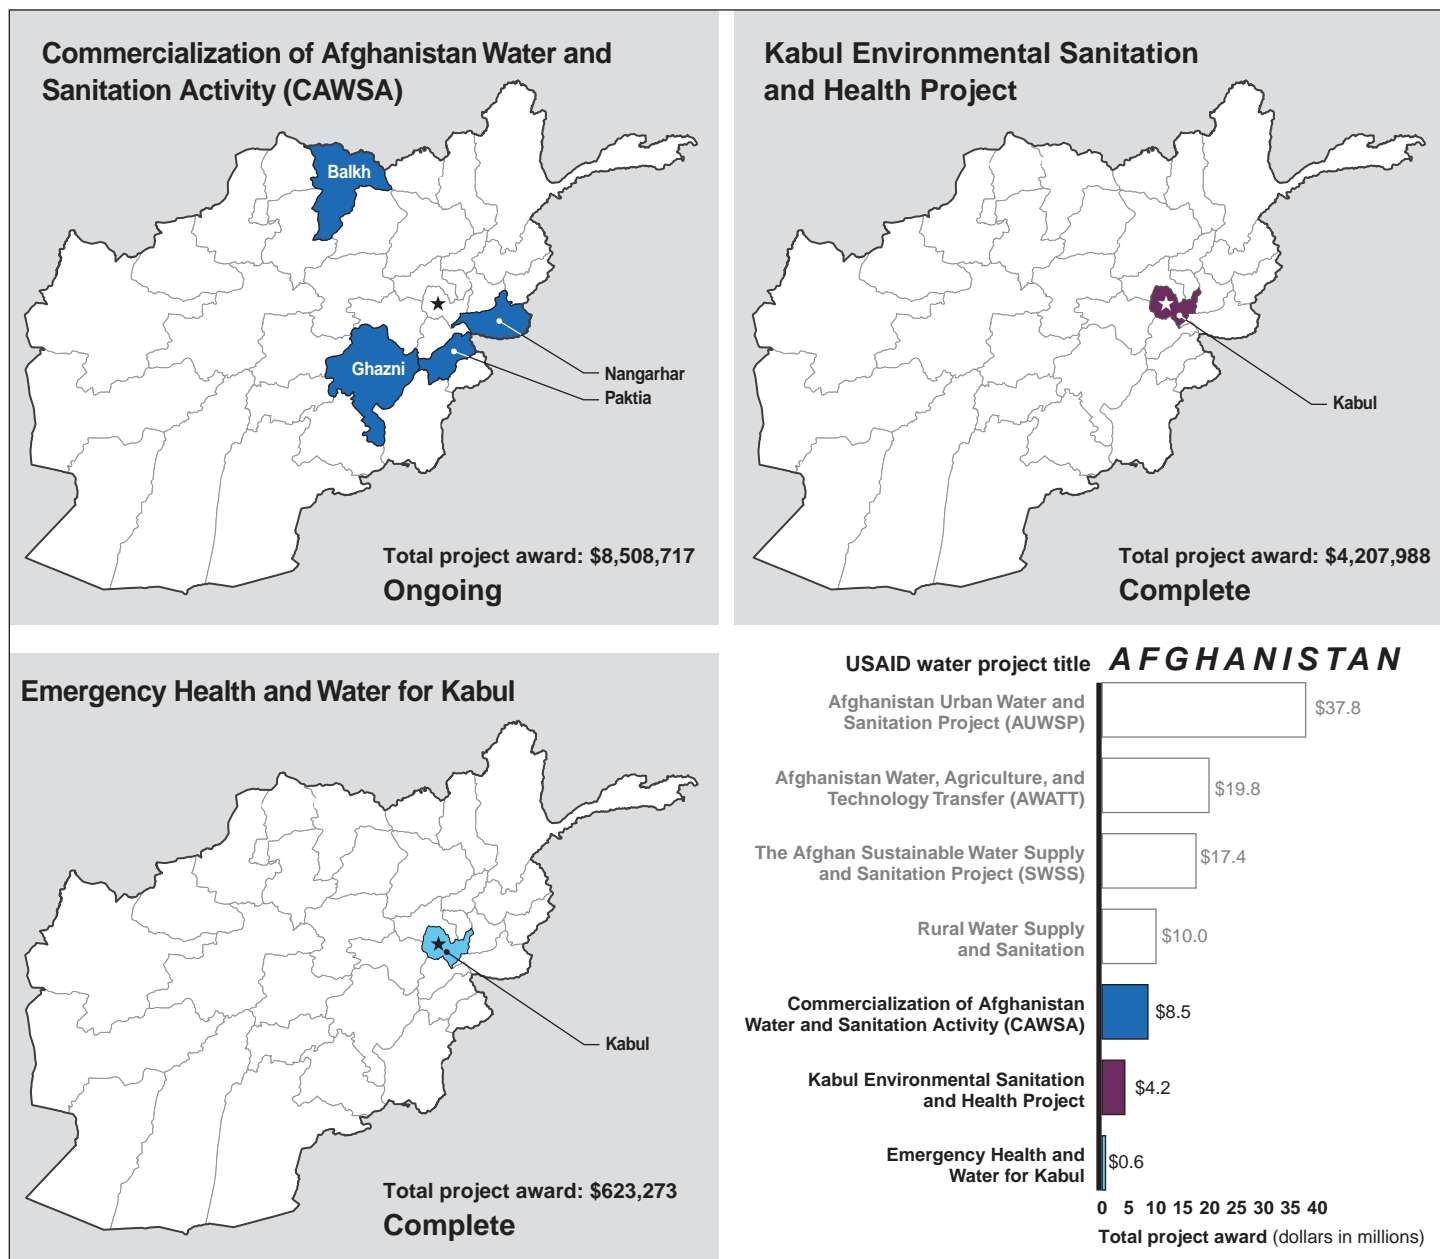 Commercialization of Afghanistan Water and
Sanitation Activity (CAWSA)
Balkh
Ghazni
Nangarhar
Paktia
Total project award: $8,508,717
Ongoing
Kabul Environmental Sanitation
and Health Project
Kabul
Total project award: $4,207,988
Complete
Emergency Health and Water for Kabul
Kabul
Total project award: $623,273
Complete
USAID water project title
AFGHANISTAN
Afghanistan Urban Water and
Sanitation Project (AUWSP)
$37.8
Afghanistan Water, Agriculture, and
Technology Transfer (AWATT)
$19.8
The Afghan Sustainable Water Supply
and Sanitation Project (SWSS)
$17.4
Rural Water Supply
and Sanitation
$10.0
Commercialization of Afghanistan
Water and Sanitation Activity (CAWSA)
$8.5
Kabul Environmental Sanitation
and Health Project
$4.2
Emergency Health and
Water for Kabul
$0.6
0 5 10 15 20 25 30 35 40
Total project award (dollars in millions)